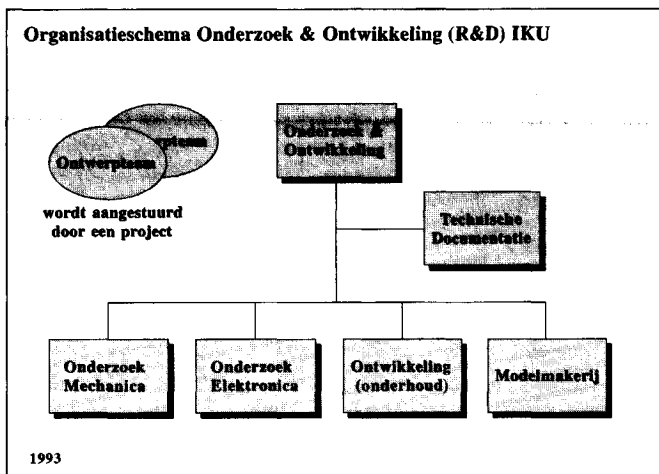 Organisatieschema Onderzoek & Ontwikkeling (R&D) IKU
Onderzoek &
Ontwikkeling
Ontwerpteam
wordt aangestuurd
door een project
Technische
Documentatie
Onderzoek
Mechanica
Onderzoek
Elektronica
Ontwikkeling
(onderhoud)
Modelmakerij
1993